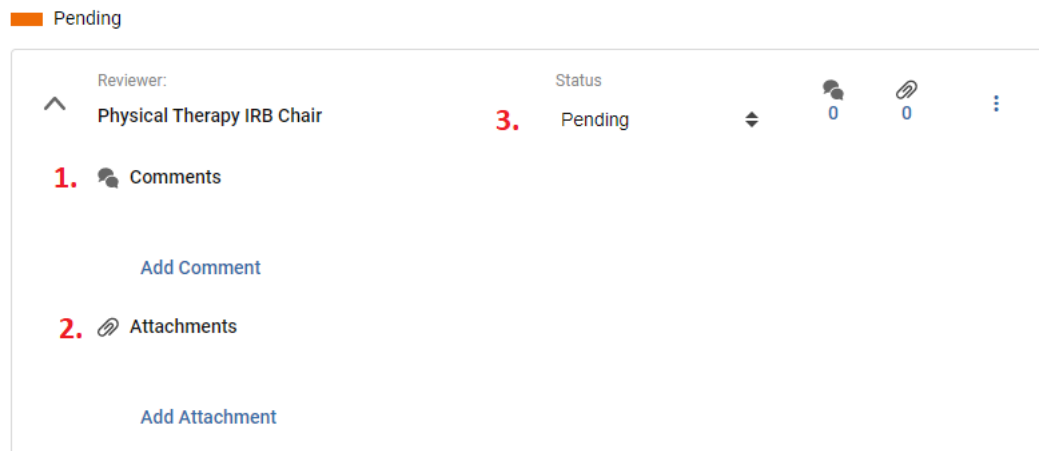 Pending
Reviewer:
Physical Therapy IRB Chair
Status
3. Pending
0
0
1. Comments
Add Comment
2. Attachments
Add Attachment